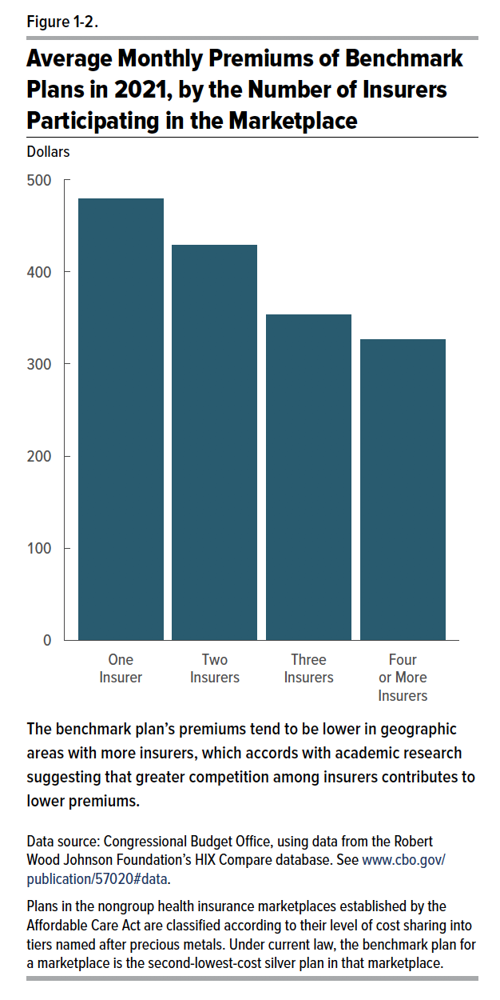 Figure 1-2.
Average Monthly Premiums of Benchmark
Plans in 2021, by the Number of Insurers
Participating in the Marketplace
Dollars
500
400
300
200
100
0
One
Insurer
Two
Insurers
Three
Insurers
Four
or More
Insurers
The benchmark plan’s premiums tend to be lower in geographic
areas with more insurers, which accords with academic research
suggesting that greater competition among insurers contributes to
lower premiums.
Data source: Congressional Budget Office, using data from the Robert
Wood Johnson Foundation’s HIX Compare database. See www.cbo.gov/
publication/57020#data.
Plans in the nongroup health insurance marketplaces established by the
Affordable Care Act are classified according to their level of cost sharing into
tiers named after precious metals. Under current law, the benchmark plan for
a marketplace is the second-lowest-cost silver plan in that marketplace.